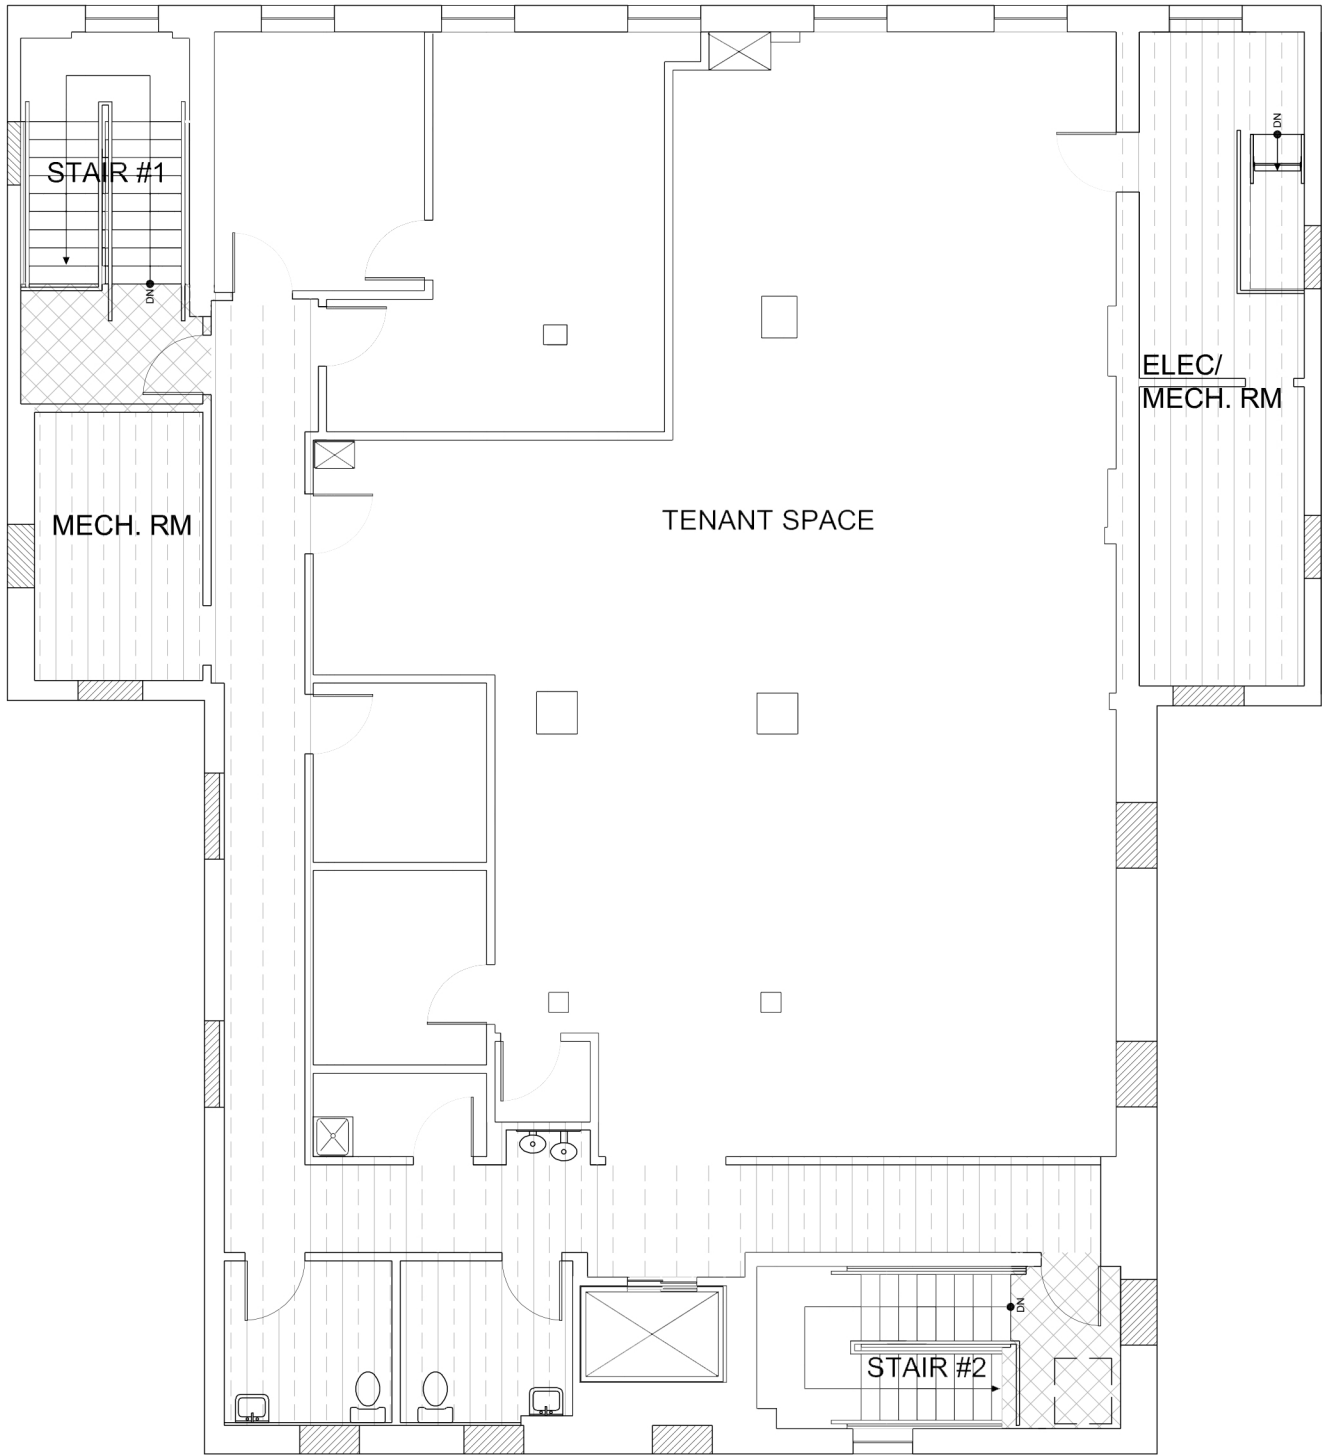 DN
STAIR #1
DN
ELEC/
MECH. RM
TENANT SPACE
MECH. RM
DN
STAIR #2